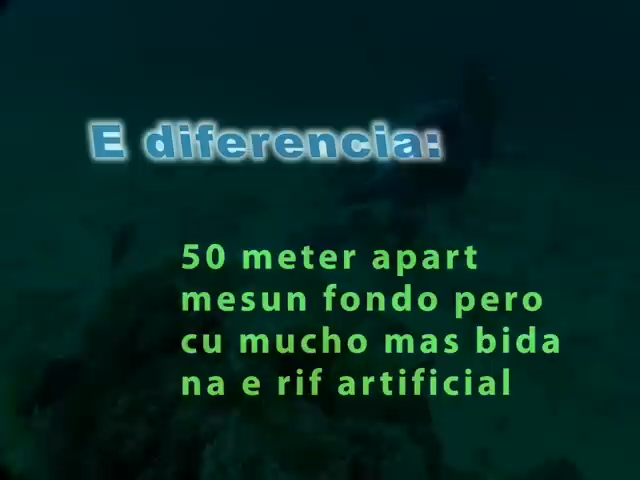 E diferencia:
50 meter apart
mesun fondo pero
cu mucho mas bida
na e rif artificial